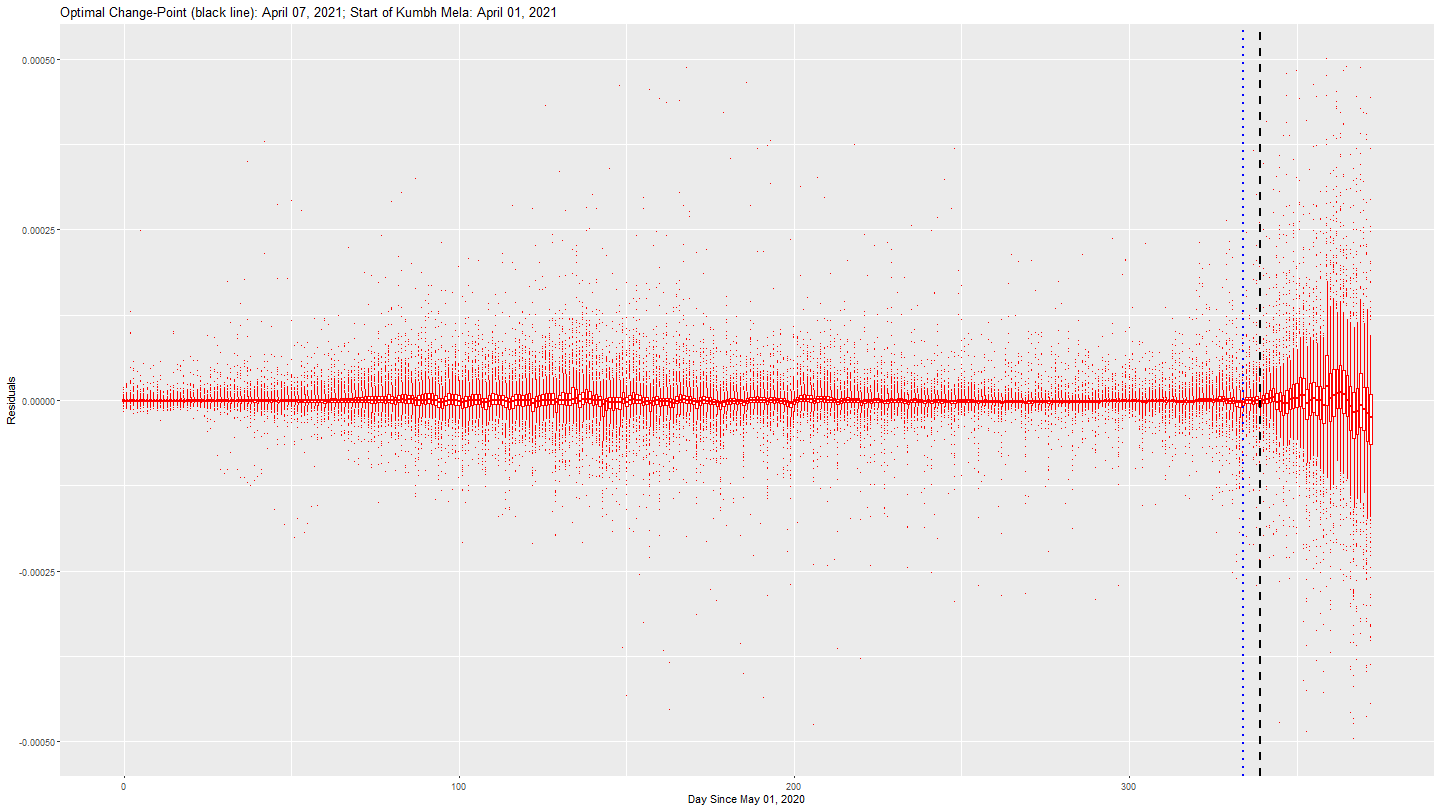 Optimal Change-Point (black line): April 07, 2021; Start of Kumbh Mela: April 01, 2021
0.00050
0.00025
0.00000
-0.00025
-0.00050
Residuals
0 100 200 300
Day Since May 01, 2020